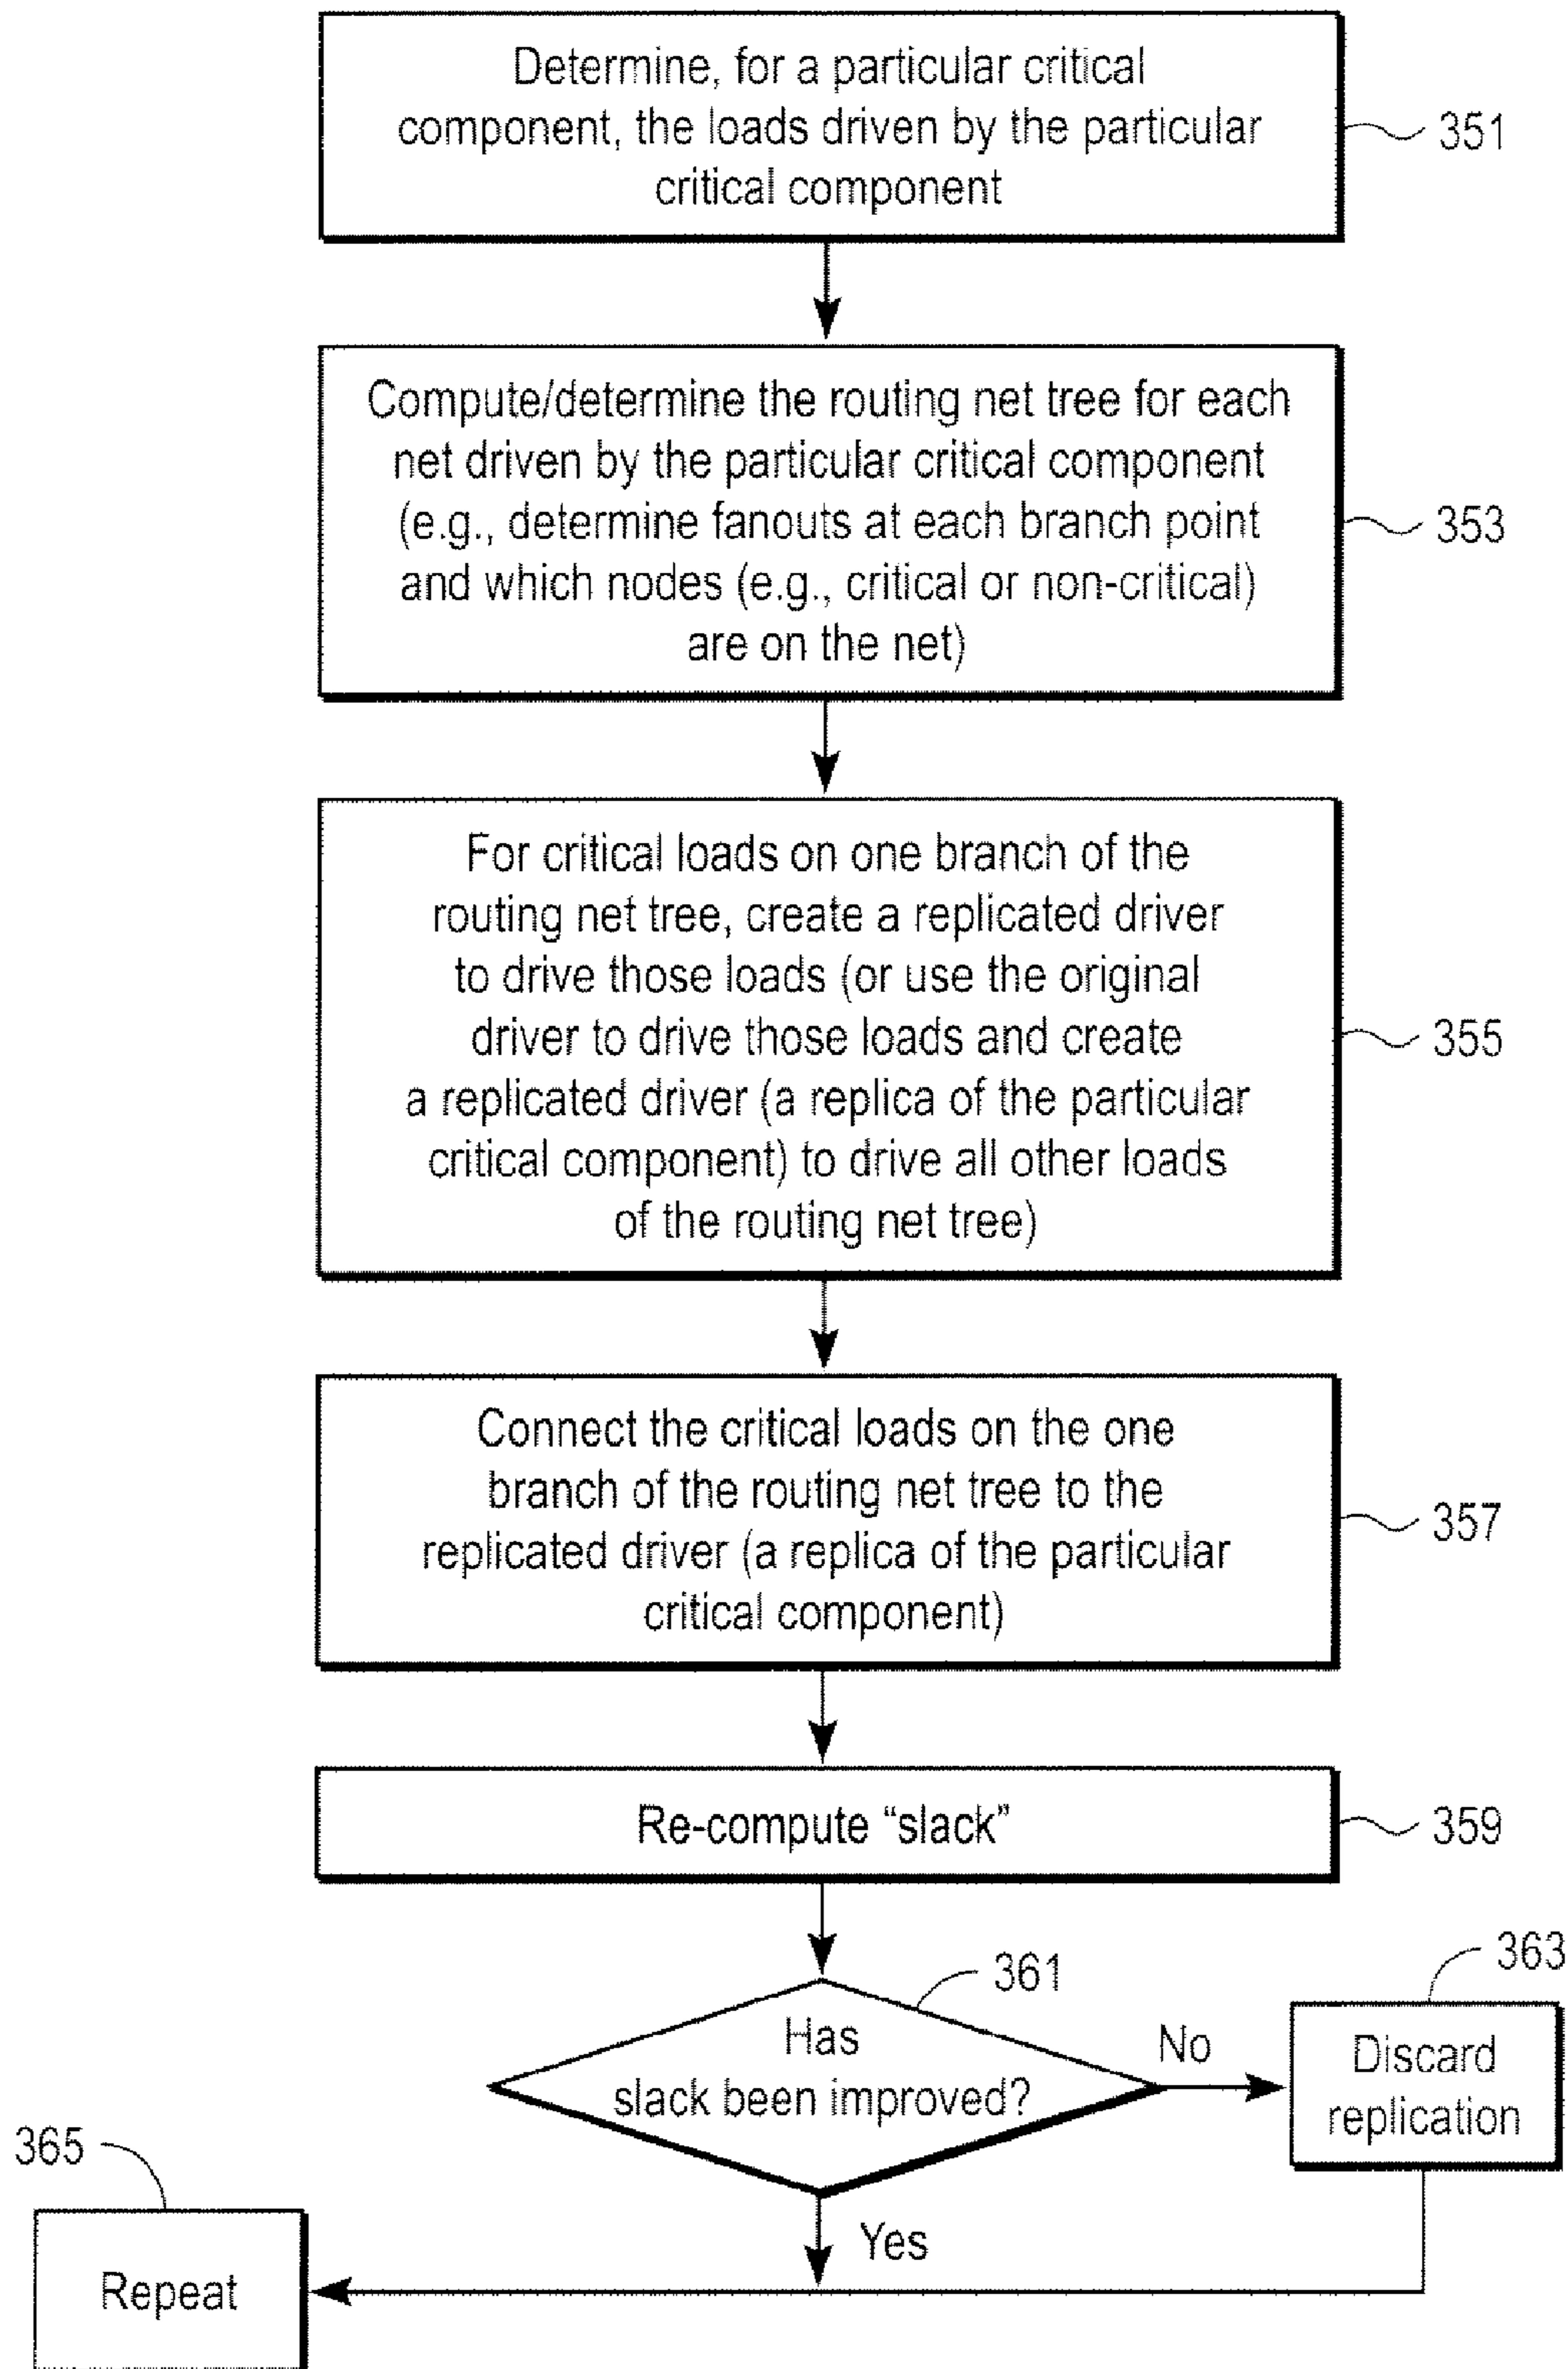 Determine, for a particular critical
component, the loads driven by the particular
critical component
351
Compute/determine the routing net tree for each
net driven by the particular critical component
(e.g., determine fanouts at each branch point
and which nodes (e.g., critical or non-critical)
are on the net)
353
For critical loads on one branch of the
routing net tree, create a replicated driver
to drive those loads (or use the original
driver to drive those loads and create
a replicated driver (a replica of the particular
critical component) to drive all other loads
of the routing net tree)
355
Connect the critical loads on the one
branch of the routing net tree to the
replicated driver (a replica of the particular
critical component)
357
Re-compute “slack”
359
361
Has
slack been improved?
No
363
Discard
replication
Yes
365
Repeat